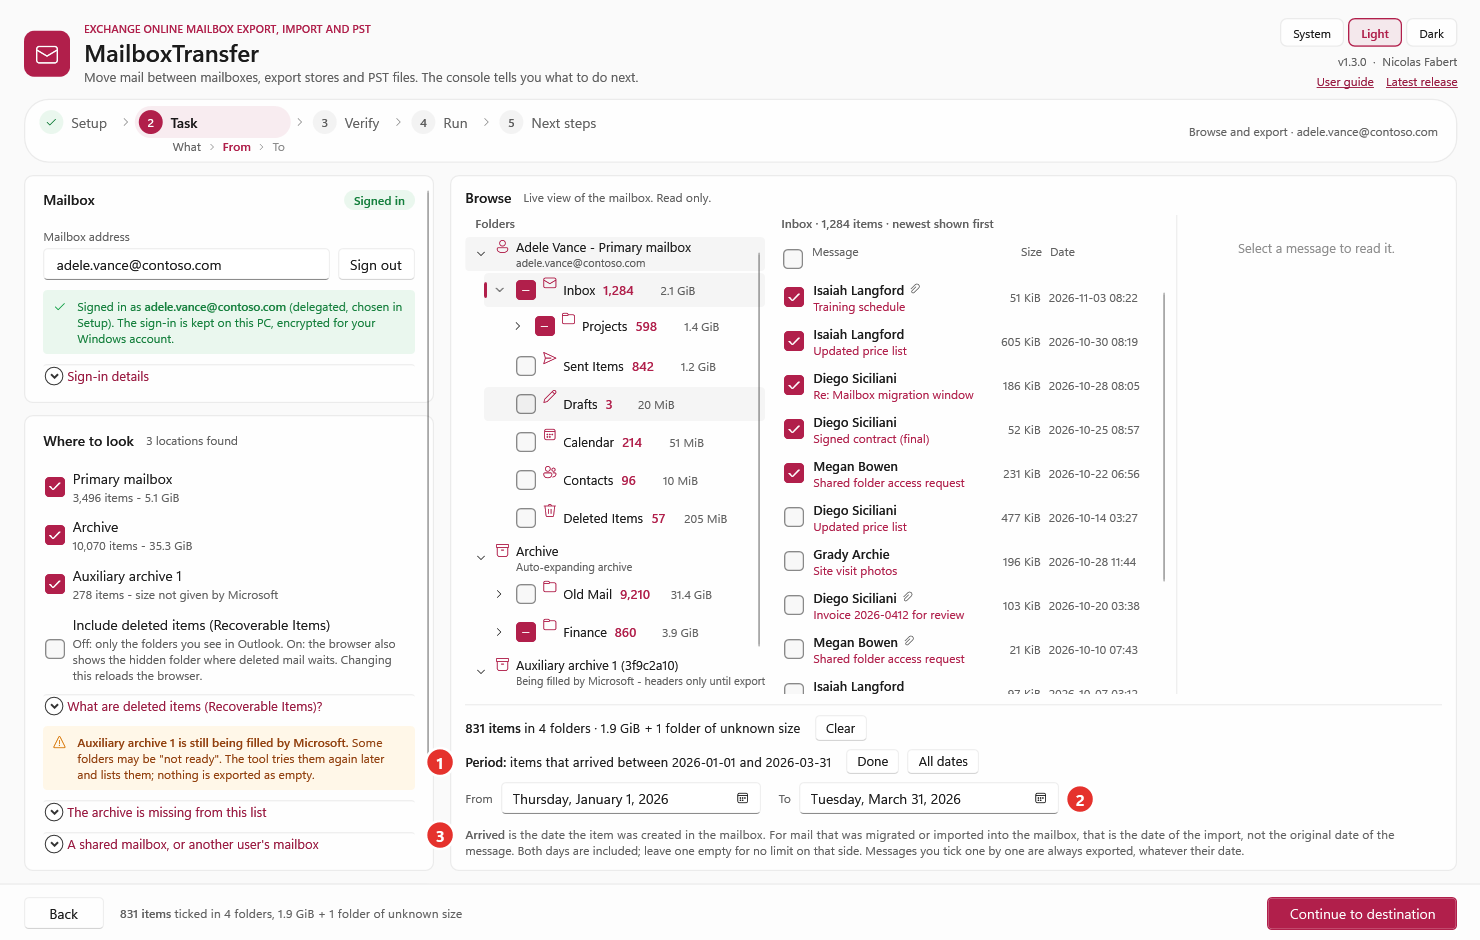 EXCHANGE ONLINE MAILBOX EXPORT, IMPORT AND PST
MailboxTransfer
Move mail between mailboxes, export stores and PST files. The console tells you what to do next.
System
Light
Dark
v1.3.0 · Nicolas Fabert
User guide Latest release
Setup
2 Task
3 Verify
4 Run
5 Next steps
What From To
Browse and export · adele.vance@contoso.com
Mailbox
Signed in
Mailbox address
adele.vance@contoso.com
Sign out
Signed in as adele.vance@contoso.com (delegated, chosen in
Setup). The sign-in is kept on this PC, encrypted for your
Windows account.
Sign-in details
Where to look 3 locations found
Primary mailbox
3,496 items - 5.1 GiB
Archive
10,070 items - 35.3 GiB
Auxiliary archive 1
278 items - size not given by Microsoft
Include deleted items (Recoverable Items)
Off: only the folders you see in Outlook. On: the browser also
shows the hidden folder where deleted mail waits. Changing
this reloads the browser.
What are deleted items (Recoverable Items)?
Auxiliary archive 1 is still being filled by Microsoft. Some
folders may be "not ready". The tool tries them again later
and lists them; nothing is exported as empty.
The archive is missing from this list
A shared mailbox, or another user's mailbox
Browse Live view of the mailbox. Read only.
Folders
Adele Vance - Primary mailbox
adele.vance@contoso.com
Inbox 1,284 2.1 GiB
Projects 598 1.4 GiB
Sent Items 842 1.2 GiB
Drafts 3 20 MiB
Calendar 214 51 MiB
Contacts 96 10 MiB
Deleted Items 57 205 MiB
Archive
Auto-expanding archive
Old Mail 9,210 31.4 GiB
Finance 860 3.9 GiB
Auxiliary archive 1 (3f9c2a10)
Being filled by Microsoft - headers only until export
Inbox · 1,284 items · newest shown first
Message Size Date
Isaiah Langford
Training schedule
51 KiB 2026-11-03 08:22
Isaiah Langford
Updated price list
605 KiB 2026-10-30 08:19
Diego Siciliani
Re: Mailbox migration window
186 KiB 2026-10-28 08:05
Diego Siciliani
Signed contract (final)
52 KiB 2026-10-25 08:57
Megan Bowen
Shared folder access request
231 KiB 2026-10-22 06:56
Diego Siciliani
Updated price list
477 KiB 2026-10-14 03:27
Grady Archie
Site visit photos
196 KiB 2026-10-28 11:44
Diego Siciliani
Invoice 2026-0412 for review
103 KiB 2026-10-20 03:38
Megan Bowen
Shared folder access request
21 KiB 2026-10-10 07:43
Isaiah Langford
97 KiB 2026-10-07 03:12
Select a message to read it.
831 items in 4 folders · 1.9 GiB + 1 folder of unknown size
Clear
1
Period: items that arrived between 2026-01-01 and 2026-03-31
Done
All dates
From
Thursday, January 1, 2026
To
Tuesday, March 31, 2026
2
3
Arrived is the date the item was created in the mailbox. For mail that was migrated or imported into the mailbox, that is the date of the import, not the original date of the
message. Both days are included; leave one empty for no limit on that side. Messages you tick one by one are always exported, whatever their date.
Back
831 items ticked in 4 folders, 1.9 GiB + 1 folder of unknown size
Continue to destination